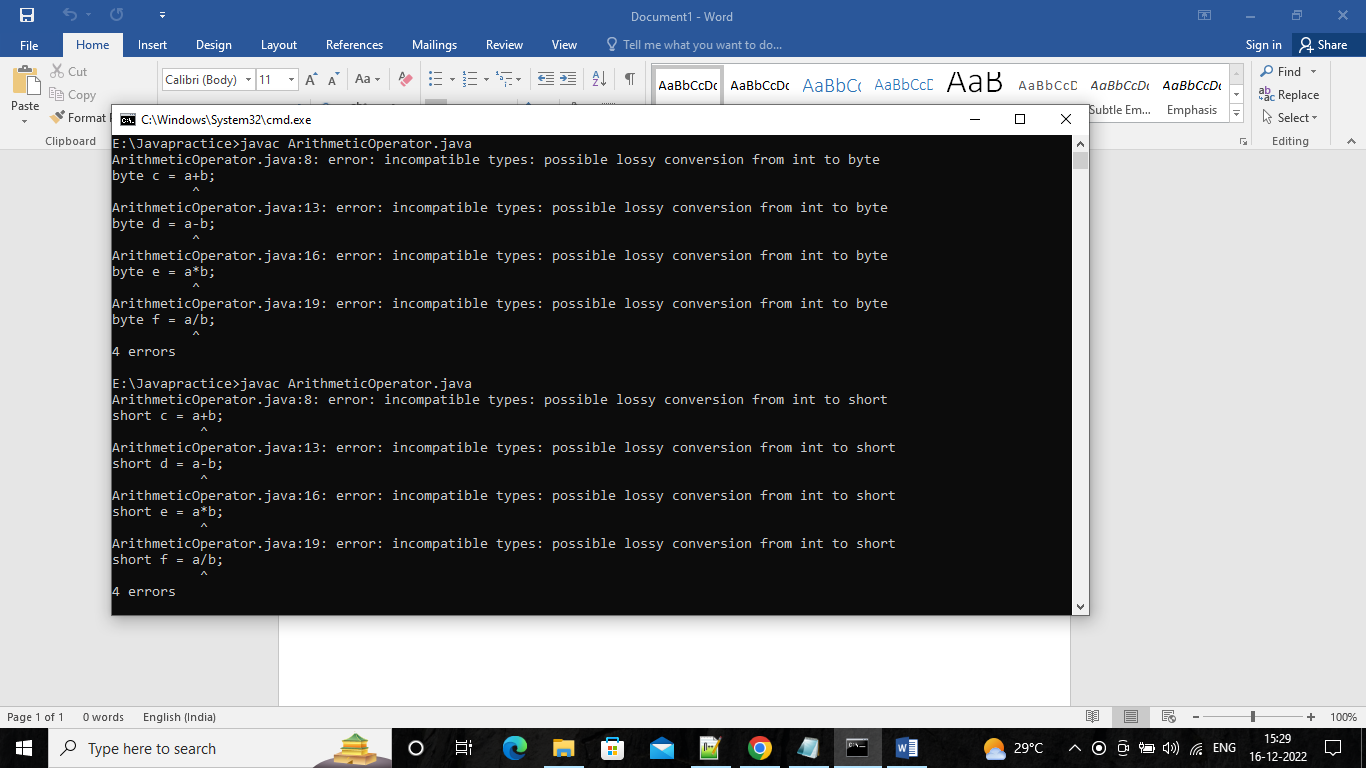 Document1 - Word
File Home Insert Design Layout References Mailings Review View Tell me what you want to do... Sign in Share
Cut
Copy
Format
Paste
Clipboard
Calibri (Body) 11 A A Aa A
AaBbCcDc AaBbCcDc AaBbCc AaBbCcD AaB AaBbCcD AaBbCcDc AaBbCcDc
Subtle Em... Emphasis
Find
Replace
Select
Editing
C:\Windows\System32\cmd.exe
E:\Javapractice>javac ArithmeticOperator.java
ArithmeticOperator.java:8: error: incompatible types: possible lossy conversion from int to byte
byte c = a+b;
^
ArithmeticOperator.java:13: error: incompatible types: possible lossy conversion from int to byte
byte d = a-b;
^
ArithmeticOperator.java:16: error: incompatible types: possible lossy conversion from int to byte
byte e = a*b;
^
ArithmeticOperator.java:19: error: incompatible types: possible lossy conversion from int to byte
byte f = a/b;
^
4 errors
E:\Javapractice>javac ArithmeticOperator.java
ArithmeticOperator.java:8: error: incompatible types: possible lossy conversion from int to short
short c = a+b;
^
ArithmeticOperator.java:13: error: incompatible types: possible lossy conversion from int to short
short d = a-b;
^
ArithmeticOperator.java:16: error: incompatible types: possible lossy conversion from int to short
short e = a*b;
^
ArithmeticOperator.java:19: error: incompatible types: possible lossy conversion from int to short
short f = a/b;
^
4 errors
Page 1 of 1 0 words English (India) 100%
Type here to search 29°C ENG 15:29
16-12-2022